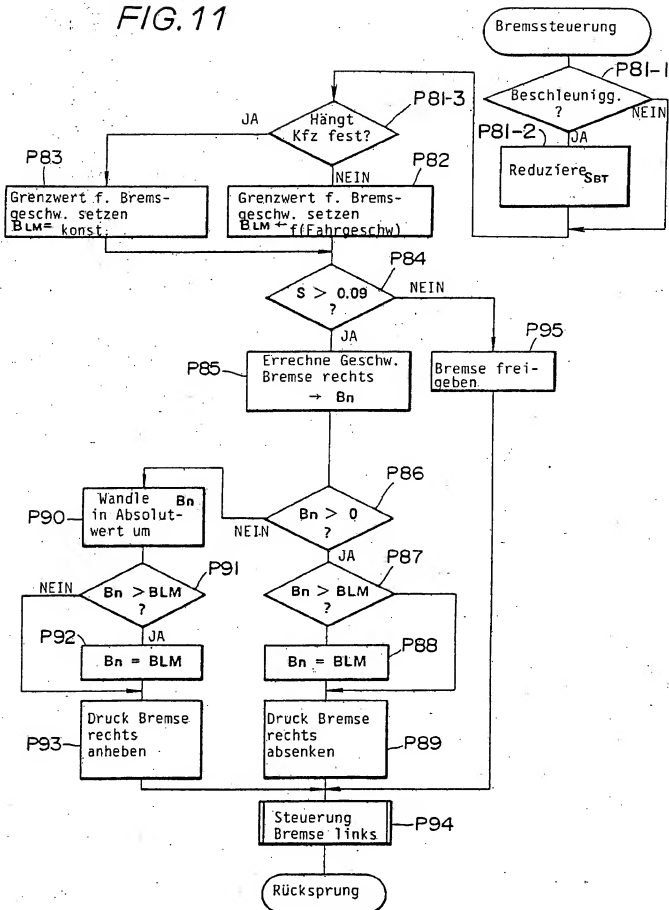 FIG.11
Bremssteuerung
P81-1
Beschleunigg.
?
NEIN
JA
P81-2
Reduziere SBT
P81-3
Hängt
Kfz fest?
JA
NEIN
P83
Grenzwert f. Brems-
geschw. setzen
BLM = konst.
P82
Grenzwert f. Brems-
geschw. setzen
BLM ← f(Fahrgeschw)
P84
S > 0.09
?
NEIN
JA
P85
Errechne Geschw.
Bremse rechts
→ Bn
P95
Bremse frei-
geben
P86
Bn > 0
?
NEIN
JA
P90
Wandle Bn
in Absolut-
wert um
P91
NEIN
Bn > BLM
?
JA
P87
Bn > BLM
?
P92
Bn = BLM
Bn = BLM
P88
P93
Druck Bremse
rechts
anheben
Druck Bremse
rechts
absenken
P89
Steuerung
Bremse links
P94
Rücksprung